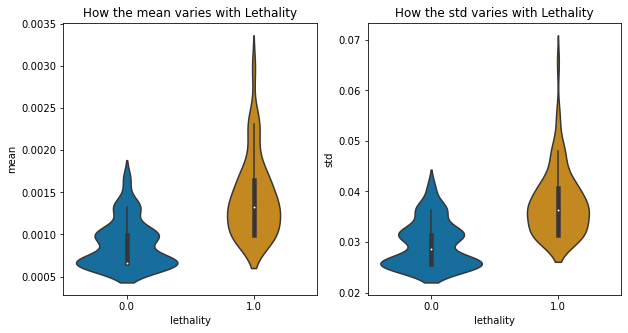 How the mean varies with Lethality
0.0035
0.0030
0.0025
0.0020
0.0015
0.0010
0.0005
mean
0.0
1.0
lethality
How the std varies with Lethality
0.07
0.06
0.05
0.04
0.03
0.02
std
0.0
1.0
lethality